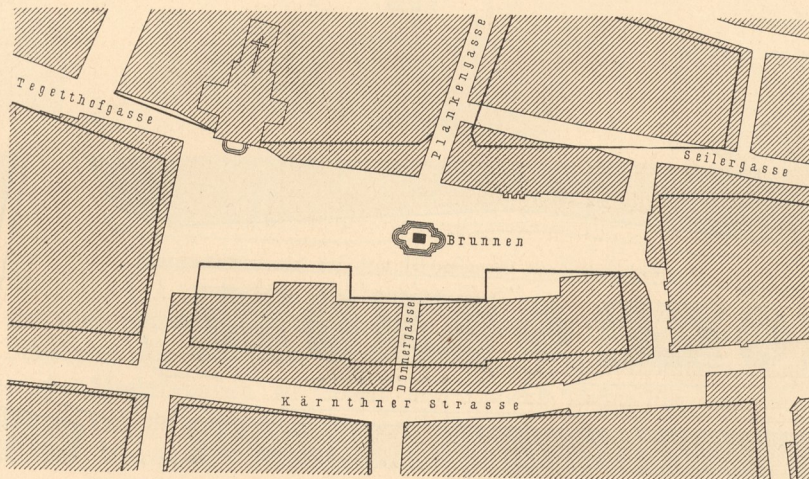 Tegetthofgasse
Plankengasse
Seilergasse
Brunnen
Donnergasse
Kärnthner Strasse